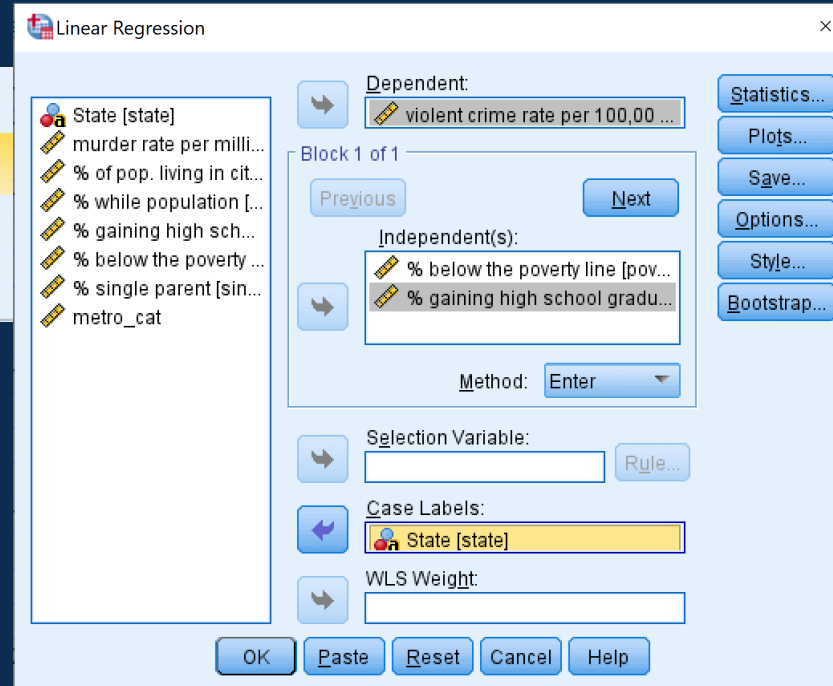 Linear Regression
State [state]
murder rate per milli...
% of pop. living in cit...
% while population [...
% gaining high sch...
% below the poverty ...
% single parent [sin...
metro_cat
Dependent:
violent crime rate per 100,00 ...
Block 1 of 1
Previous
Next
Independent(s):
% below the poverty line [pov...
% gaining high school gradu...
Method:
Enter
Selection Variable:
Rule...
Case Labels:
State [state]
WLS Weight:
Statistics...
Plots...
Save...
Options...
Style...
Bootstrap...
OK
Paste
Reset
Cancel
Help